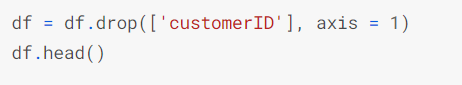 df = df.drop(['customerID'], axis = 1)
df.head()